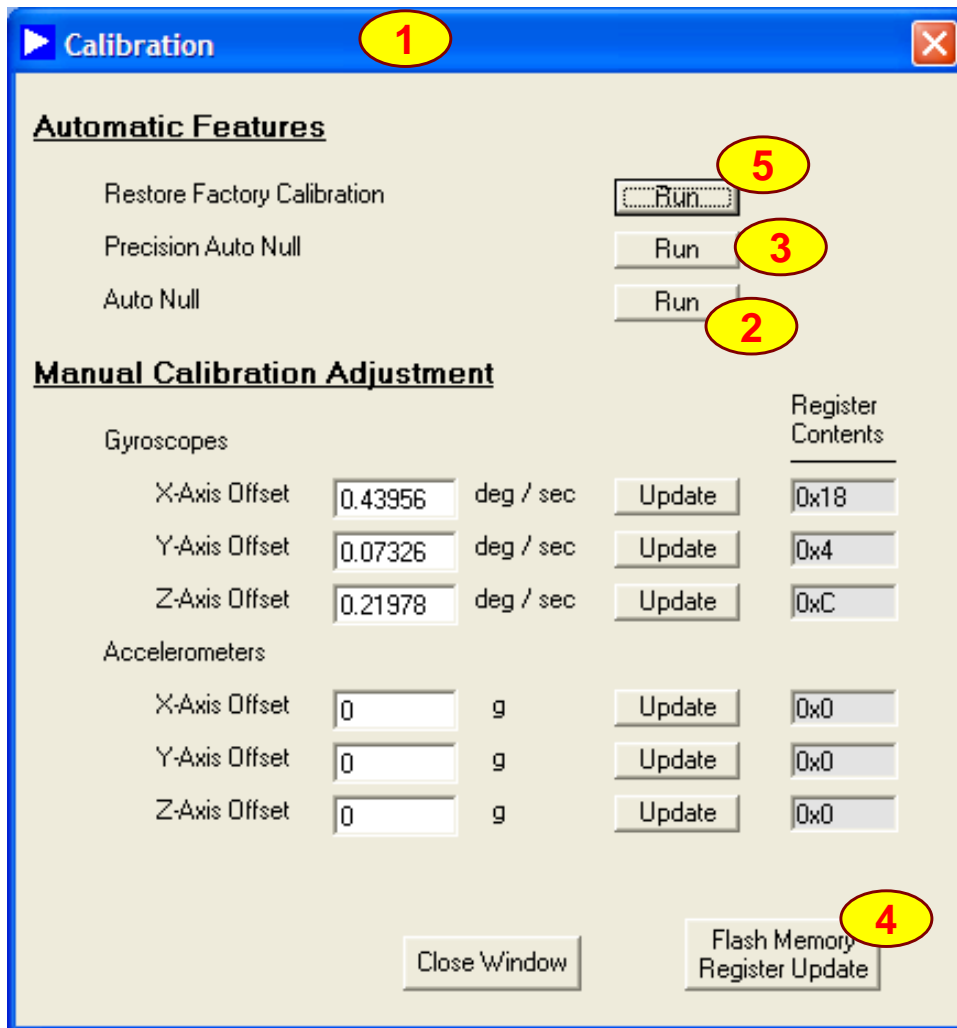 Calibration 1
Automatic Features
5
Restore Factory Calibration Run
Precision Auto Null Run 3
Auto Null Run
2
Manual Calibration Adjustment
Register
Contents
Gyroscopes
X-Axis Offset 0.43956 deg / sec Update 0x18
Y-Axis Offset 0.07326 deg / sec Update 0x4
Z-Axis Offset 0.21978 deg / sec Update 0xC
Accelerometers
X-Axis Offset 0 g Update 0x0
Y-Axis Offset 0 g Update 0x0
Z-Axis Offset 0 g Update 0x0
4
Close Window
Flash Memory
Register Update